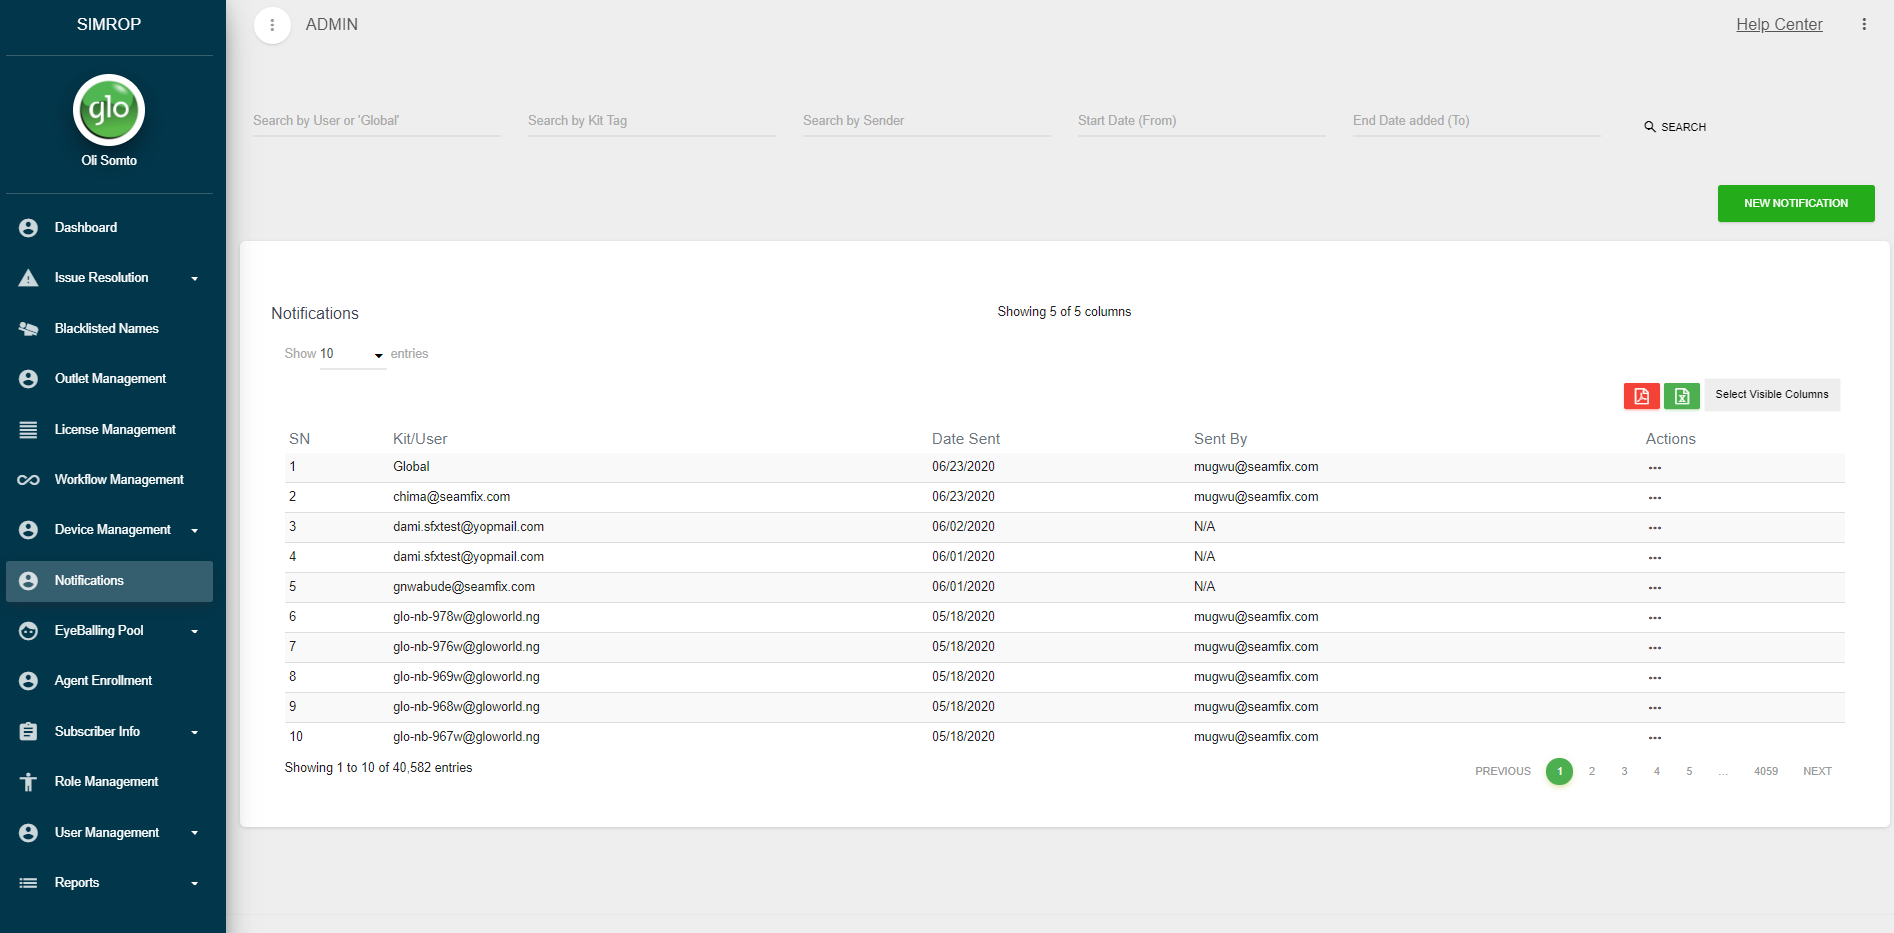 SIMROP
glo
Oli Somto
Dashboard
Issue Resolution
Blacklisted Names
Outlet Management
License Management
Workflow Management
Device Management
Notifications
EyeBalling Pool
Agent Enrollment
Subscriber Info
Role Management
User Management
Reports
ADMIN
Help Center
Search by User or 'Global' Search by Kit Tag Search by Sender Start Date (From) End Date added (To) SEARCH
NEW NOTIFICATION
Notifications
Showing 5 of 5 columns
Show 10 entries
Select Visible Columns
SN Kit/User Date Sent Sent By Actions
1 Global 06/23/2020 mugwu@seamfix.com
2 chima@seamfix.com 06/23/2020 mugwu@seamfix.com
3 dami.sfxtest@yopmail.com 06/02/2020 N/A
4 dami.sfxtest@yopmail.com 06/01/2020 N/A
5 gnwabude@seamfix.com 06/01/2020 N/A
6 glo-nb-978w@gloworld.ng 05/18/2020 mugwu@seamfix.com
7 glo-nb-976w@gloworld.ng 05/18/2020 mugwu@seamfix.com
8 glo-nb-969w@gloworld.ng 05/18/2020 mugwu@seamfix.com
9 glo-nb-968w@gloworld.ng 05/18/2020 mugwu@seamfix.com
10 glo-nb-967w@gloworld.ng 05/18/2020 mugwu@seamfix.com
Showing 1 to 10 of 40,582 entries
PREVIOUS 1 2 3 4 5 ... 4059 NEXT